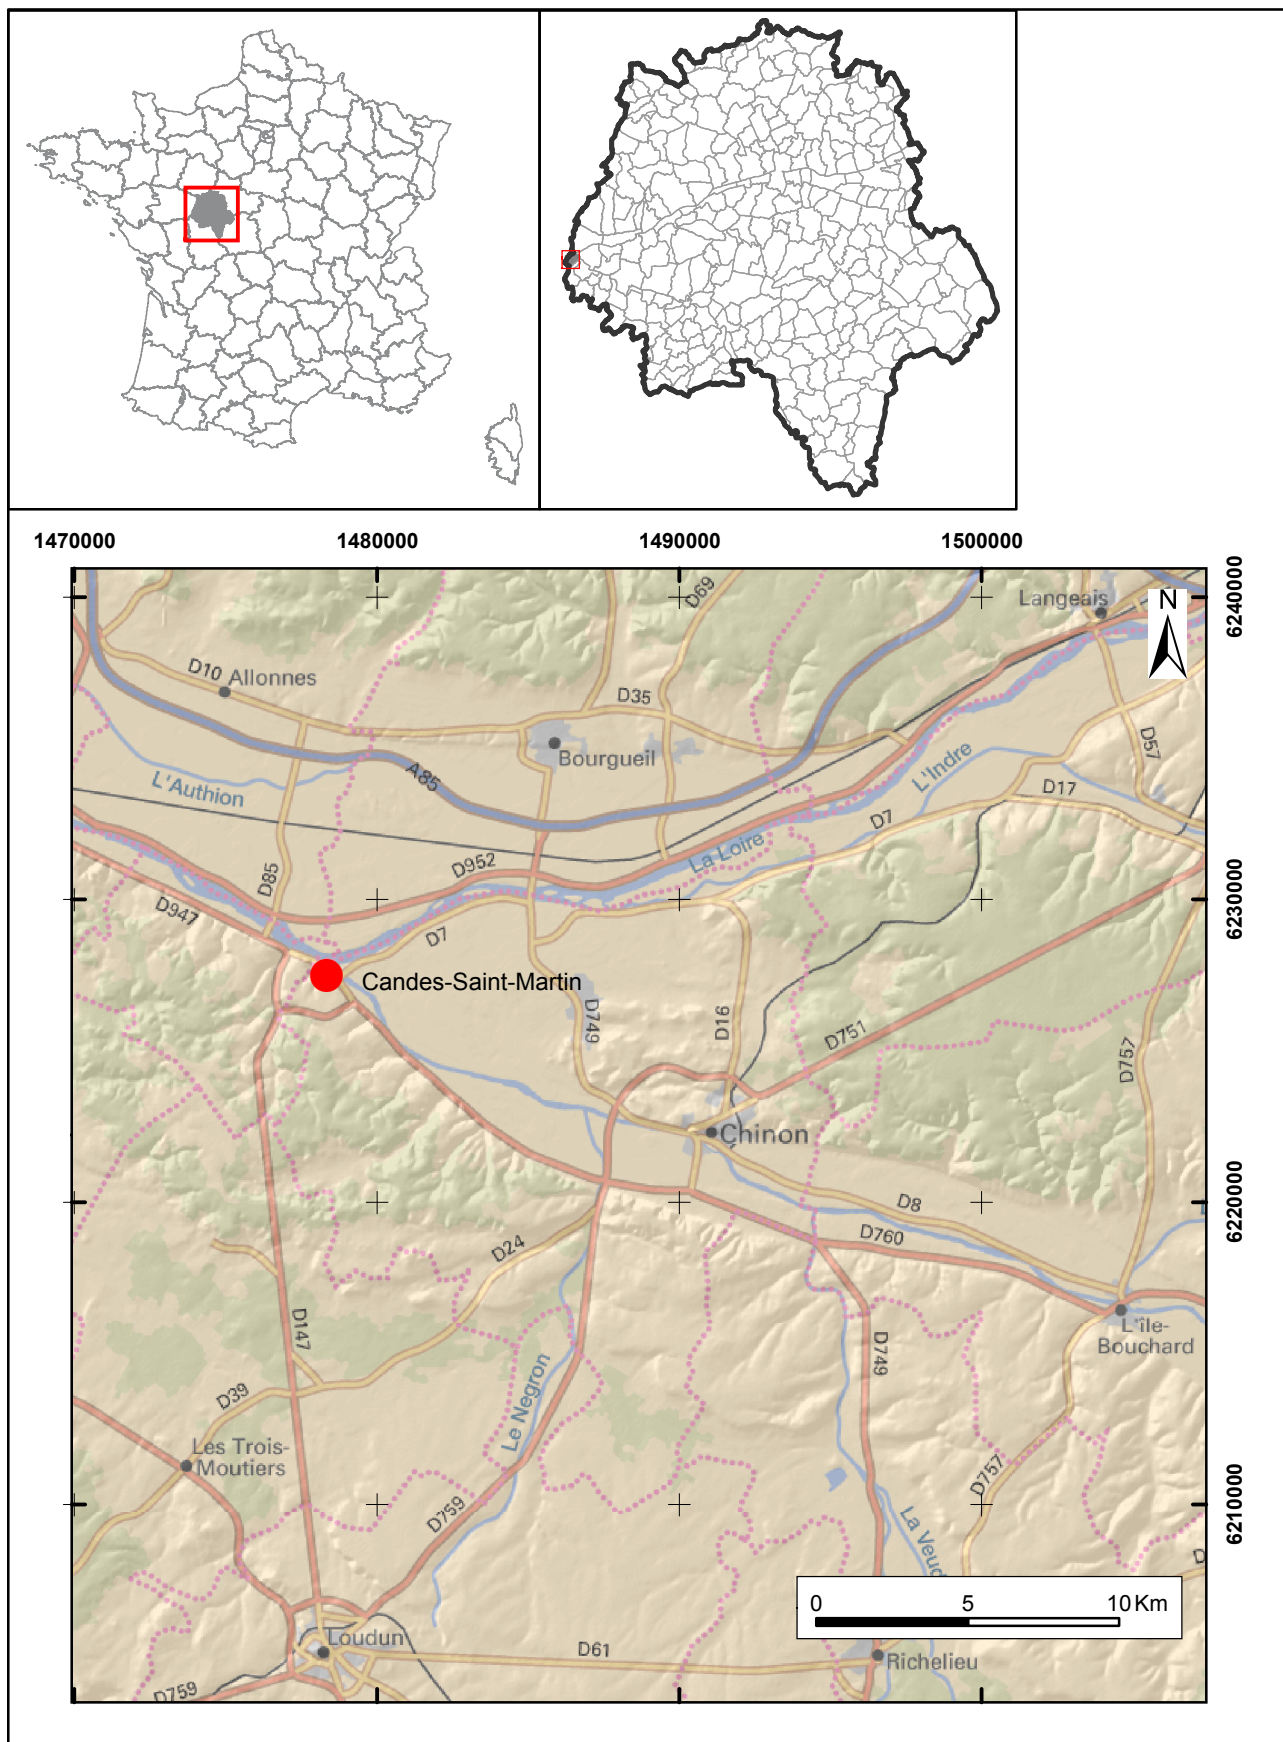 1470000 1480000 1490000 1500000
6240000
N
Langeais
D69
D10
Allonnes
D35
Bourgueil
D57
L'Indre
A85
L'Authion
D17
D7
La Loire
D952
D85
D947
D7
Candes-Saint-Martin
6230000
D749
D16
D751
D757
Chinon
D8
6220000
D760
D24
D147
D749
L'île-
Bouchard
Le Negron
D39
Les Trois-
Moutiers
D757
D759
6210000
La Veud
D
0 5 10 Km
Loudun
D61
Richelieu
D759